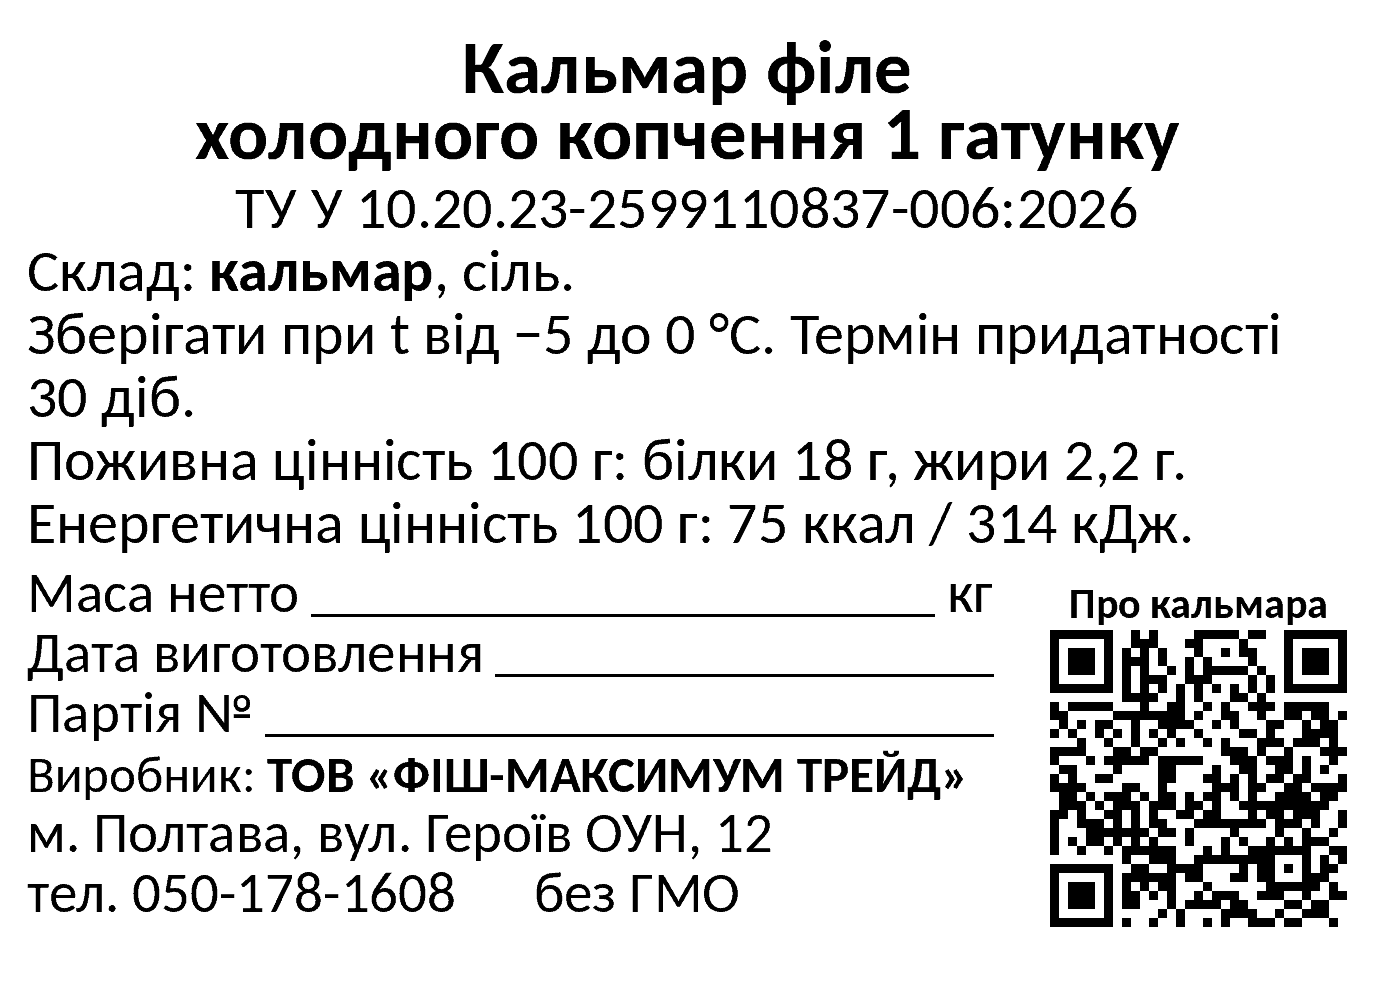 Кальмар філе
холодного копчення 1 гатунку
ТУ У 10.20.23-2599110837-006:2026
Склад: кальмар, сіль.
Зберігати при t від −5 до 0 °C. Термін придатності
30 діб.
Поживна цінність 100 г: білки 18 г, жири 2,2 г.
Енергетична цінність 100 г: 75 ккал / 314 кДж.
Маса нетто ____________________ кг
Дата виготовлення ________________
Партія № ________________________
Про кальмара
Виробник: ТОВ «ФІШ-МАКСИМУМ ТРЕЙД»
м. Полтава, вул. Героїв ОУН, 12
тел. 050-178-1608 без ГМО